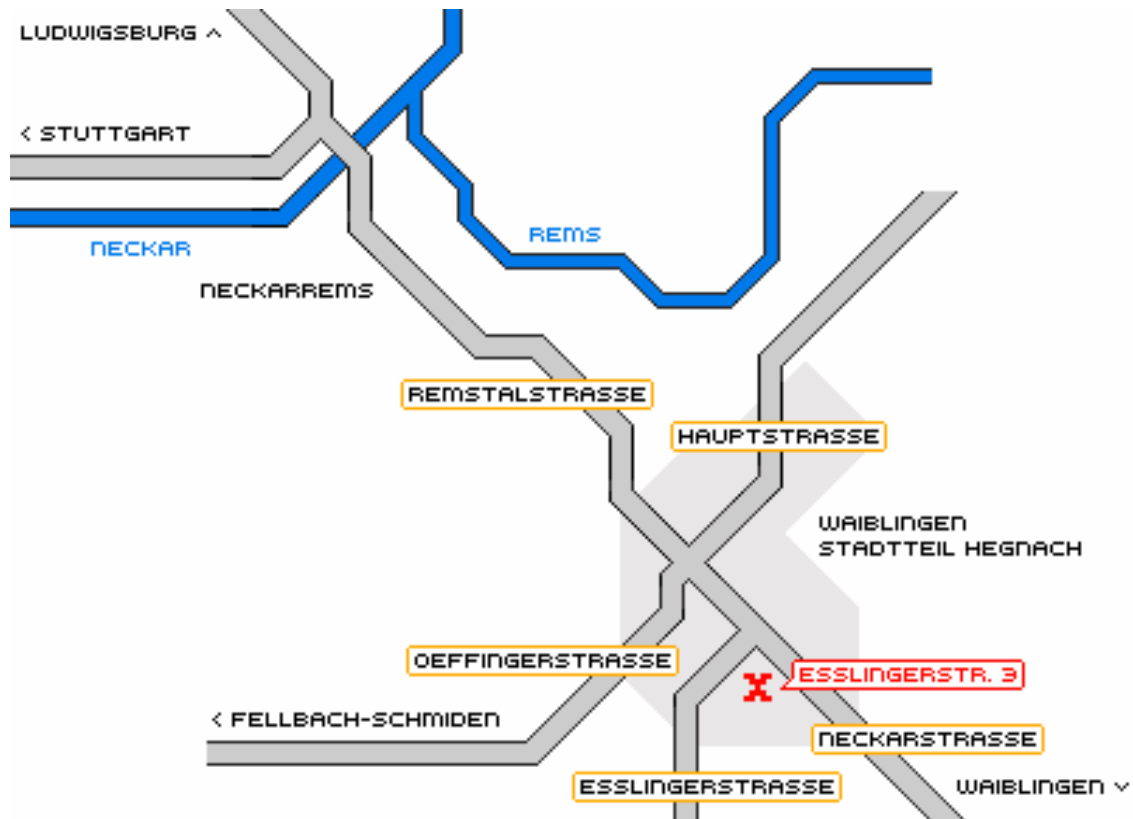 LUDWIGSBURG ^
< STUTTGART
NECKAR
REMS
NECKARREMS
REMSTALSTRASSE
HAUPTSTRASSE
WAIBLINGEN
STADTTEIL HEGNACH
OEFFINGERSTRASSE
ESSLINGERSTR. 3
< FELLBACH-SCHMIDEN
NECKARSTRASSE
ESSLINGERSTRASSE
WAIBLINGEN ˅